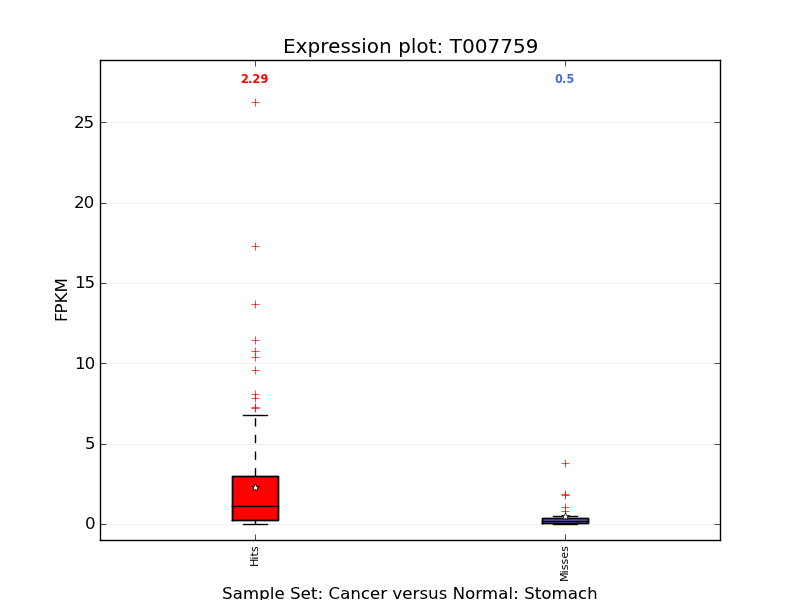 Expression plot: T007759
2.29
0.5
25
20
15
10
5
0
FPKM
Hits
Misses
Sample Set: Cancer versus Normal: Stomach